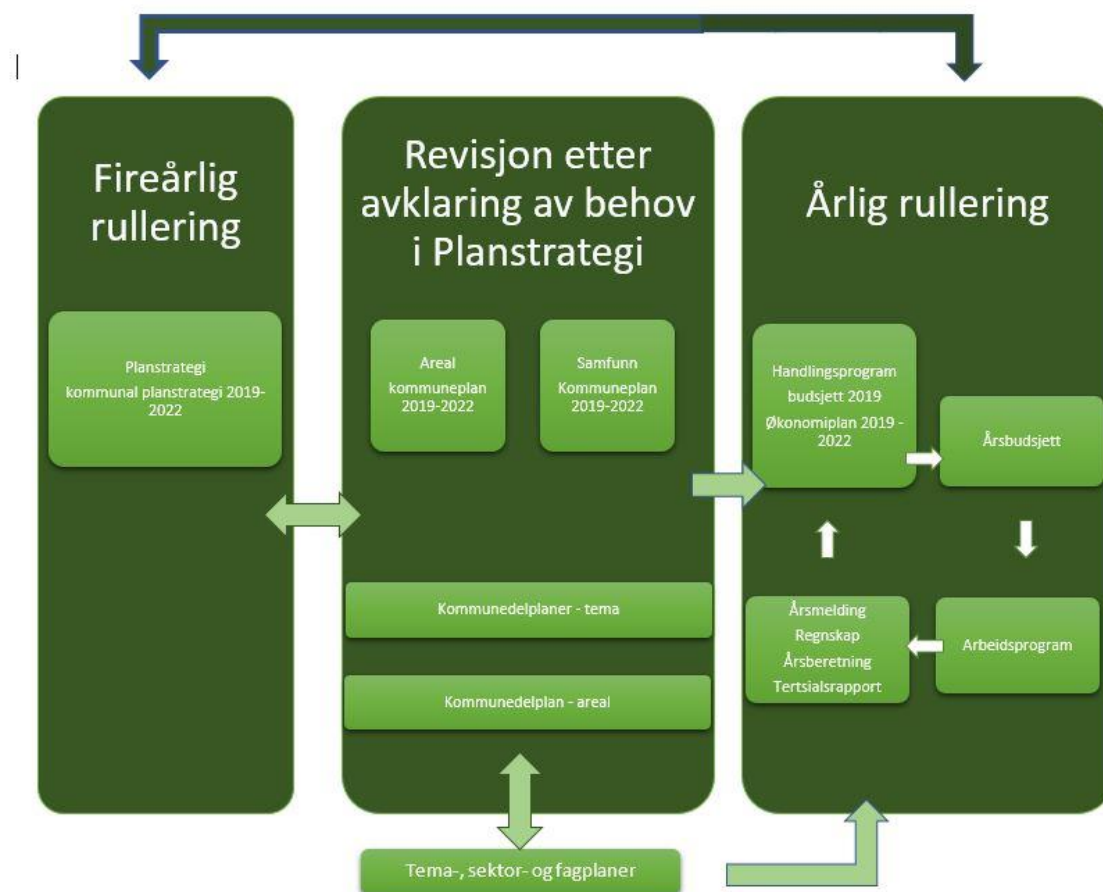 Fireårlig
rullering
Planstrategi
kommunal planstrategi 2019-
2022
Revisjon etter
avklaring av behov
i Planstrategi
Areal
kommuneplan
2019-2022
Samfunn
Kommuneplan
2019-2022
Kommunedelplaner - tema
Kommunedelplan - areal
Tema-, sektor- og fagplaner
Årlig rullering
Handlingsprogram
budsjett 2019
Økonomiplan 2019 -
2022
Årsbudsjett
Arbeidsprogram
Årsmelding
Regnskap
Årsberetning
Tertsialsrapport